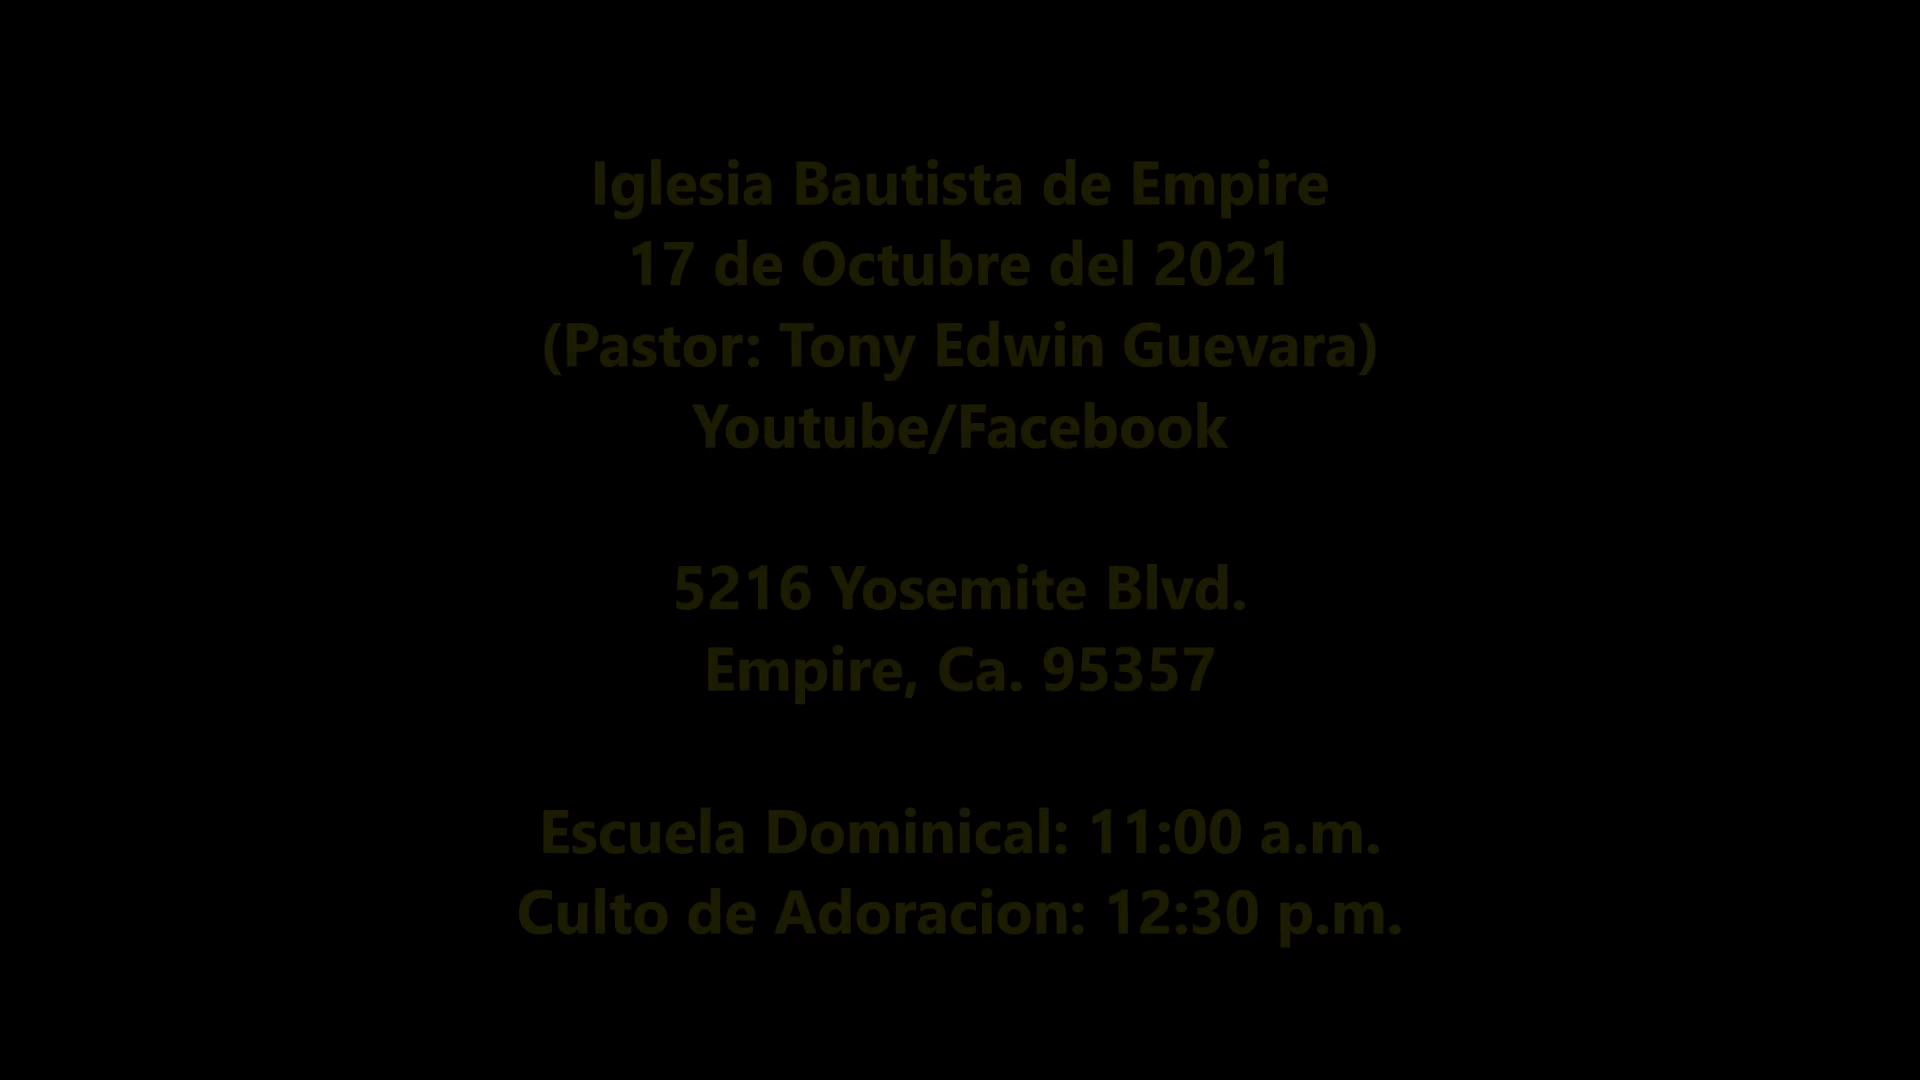 Iglesia Bautista de Empire
17 de Octubre del 2021
(Pastor: Tony Edwin Guevara)
Youtube/Facebook
5216 Yosemite Blvd.
Empire, Ca. 95357
Escuela Dominical: 11:00 a.m.
Culto de Adoracion: 12:30 p.m.